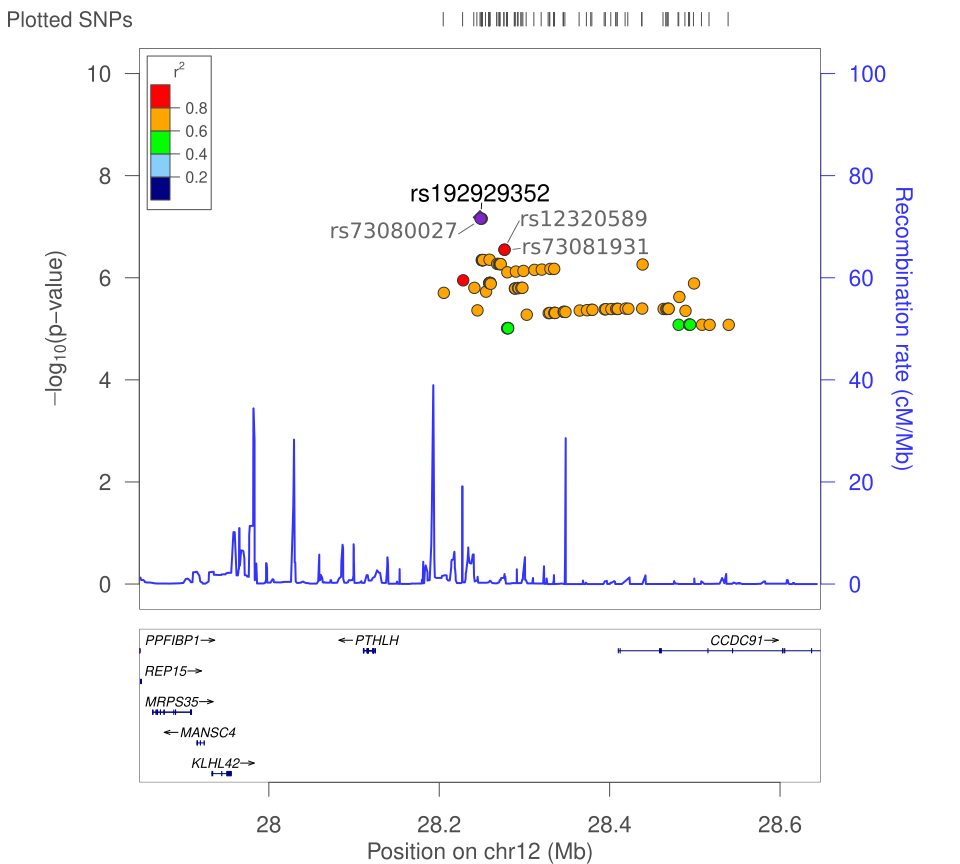 Plotted SNPs
r2
0.8
0.6
0.4
0.2
10
8
6
4
2
0
−log10(p−value)
100
80
60
40
20
0
Recombination rate (cM/Mb)
rs192929352
rs73080027
rs12320589
rs73081931
PPFIBP1→
←PTHLH
CCDC91→
REP15→
MRPS35→
←MANSC4
KLHL42→
28
28.2
28.4
28.6
Position on chr12 (Mb)